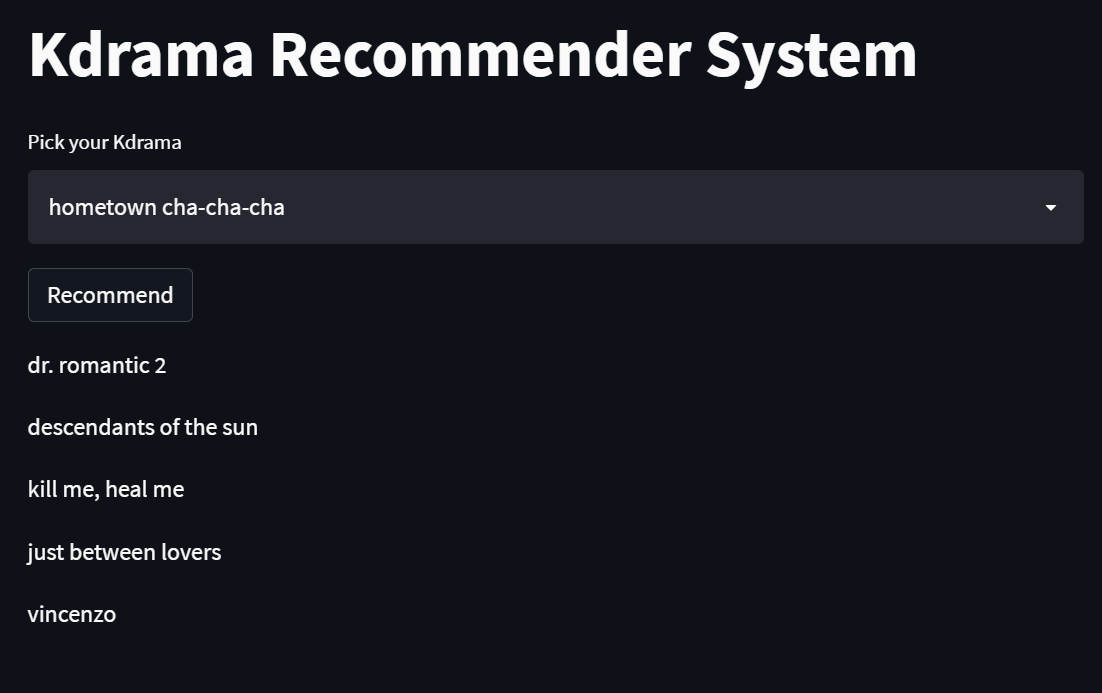 Kdrama Recommender System
Pick your Kdrama
hometown cha-cha-cha
Recommend
dr. romantic 2
descendants of the sun
kill me, heal me
just between lovers
vincenzo